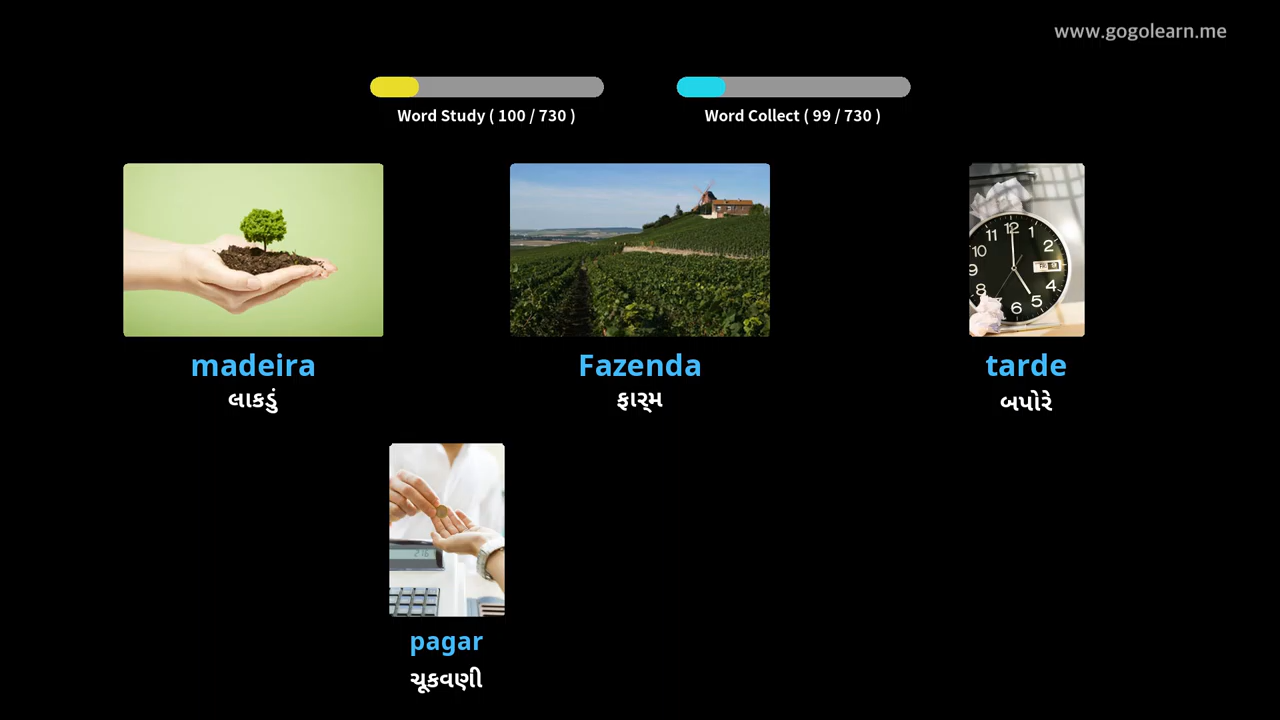 www.gogolearn.me
Word Study ( 100 / 730 )
Word Collect ( 99 / 730 )
madeira
Fazenda
tarde
લાકડું
ફાર્મ
બપોરે
pagar
ચૂકવણી